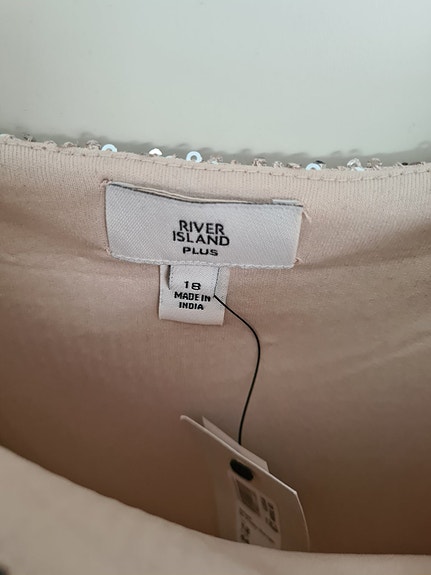 RIVER
ISLAND
PLUS
18
MADE IN
INDIA